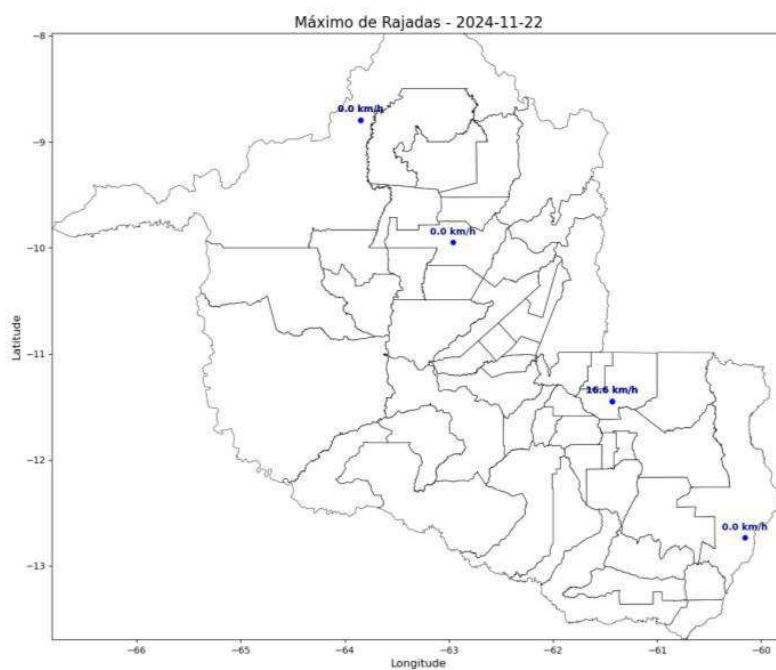 Máximo de Rajadas - 2024-11-22
−8
0.0 km/h
−9
0.0 km/h
−10
Latitude
−11
16.6 km/h
−12
0.0 km/h
−13
−66
−65
−64
−63
−62
−61
−60
Longitude